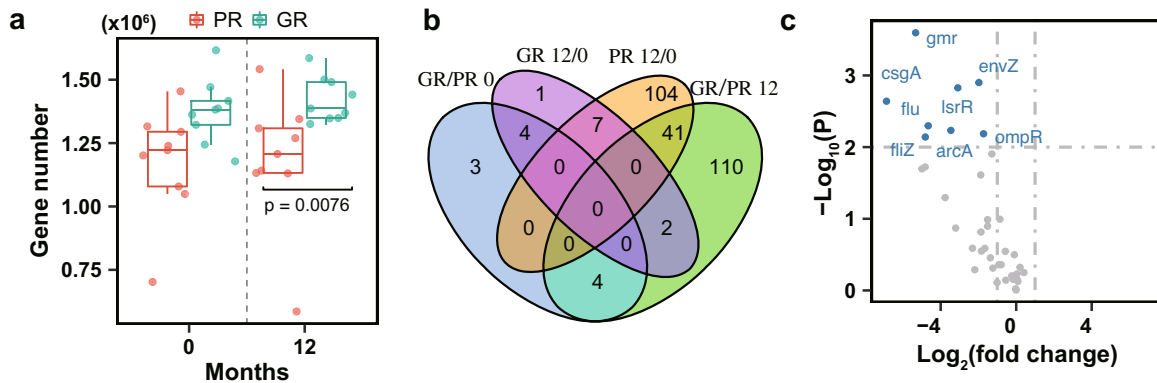 a
(x10⁶)
PR GR
Gene number
1.50
1.25
1.00
0.75
p = 0.0076
0 12
Months
b
GR 12/0 PR 12/0
GR/PR 0 GR/PR 12
1 104
4 7 41
3 0 0 110
0 0 2
0 0
4
c
−Log₁₀(P)
3
2
1
0
gmr
envZ
csgA
lsrR
flu
ompR
fliZ arcA
−4 0 4
Log₂(fold change)